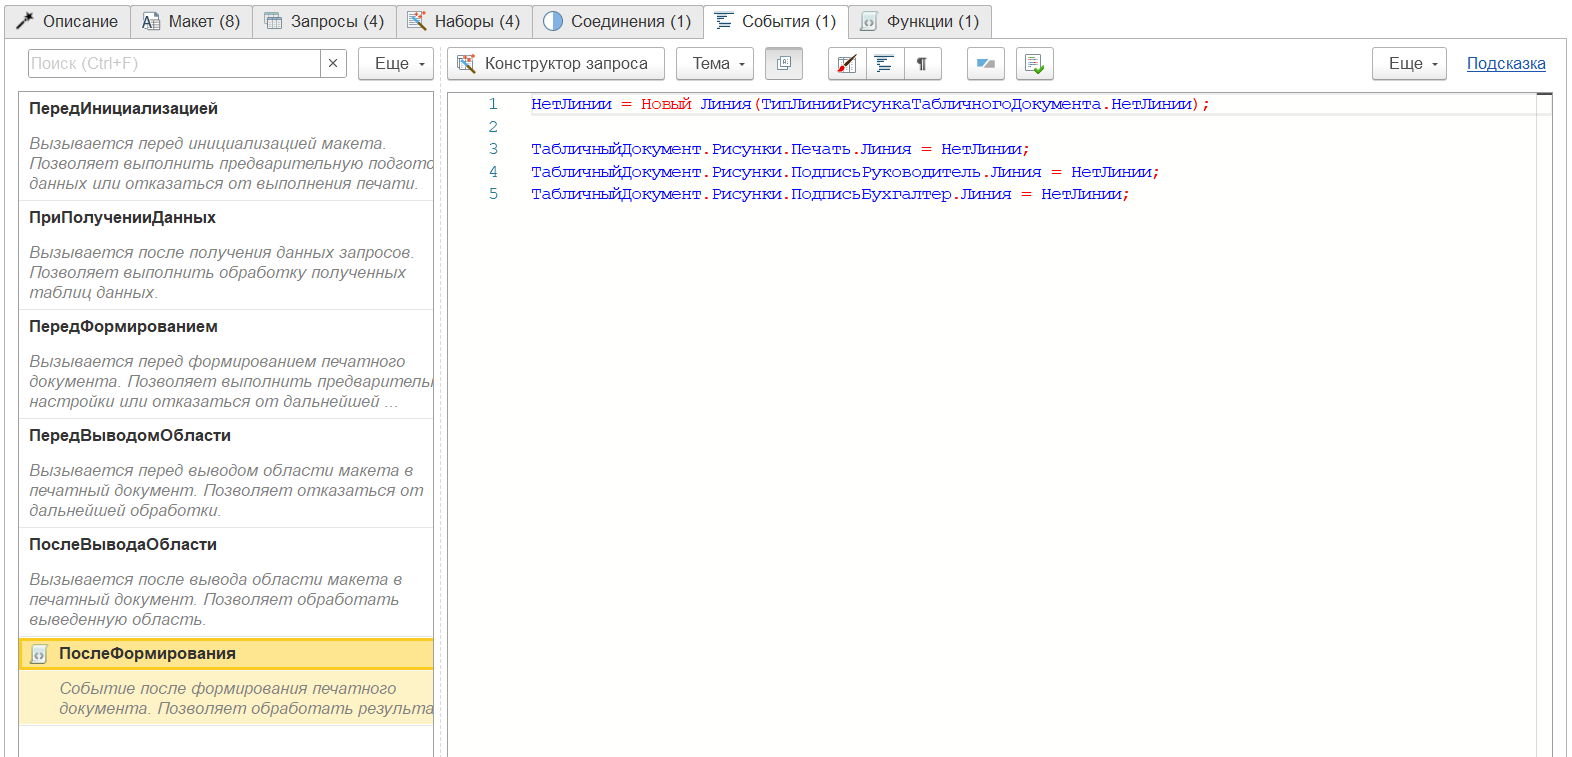 Описание
Макет (8)
Запросы (4)
Наборы (4)
Соединения (1)
События (1)
Функции (1)
Поиск (Ctrl+F)
×
Еще
Конструктор запроса
Тема
Еще
Подсказка
ПередИнициализацией
Вызывается перед инициализацией макета.
Позволяет выполнить предварительную подгото
данных или отказаться от выполнения печати.
ПриПолученииДанных
Вызывается после получения данных запросов.
Позволяет выполнить обработку полученных
таблиц данных.
ПередФормированием
Вызывается перед формированием печатного
документа. Позволяет выполнить предваритель
настройки или отказаться от дальнейшей ...
ПередВыводомОбласти
Вызывается перед выводом области макета в
печатный документ. Позволяет отказаться от
дальнейшей обработки.
ПослеВыводаОбласти
Вызывается после вывода области макета в
печатный документ. Позволяет обработать
выведенную область.
ПослеФормирования
Событие после формирования печатного
документа. Позволяет обработать результа
1 НетЛинии = Новый Линия(ТипЛинииРисункаТабличногоДокумента.НетЛинии);
2
3 ТабличныйДокумент.Рисунки.Печать.Линия = НетЛинии;
4 ТабличныйДокумент.Рисунки.ПодписьРуководитель.Линия = НетЛинии;
5 ТабличныйДокумент.Рисунки.ПодписьБухгалтер.Линия = НетЛинии;